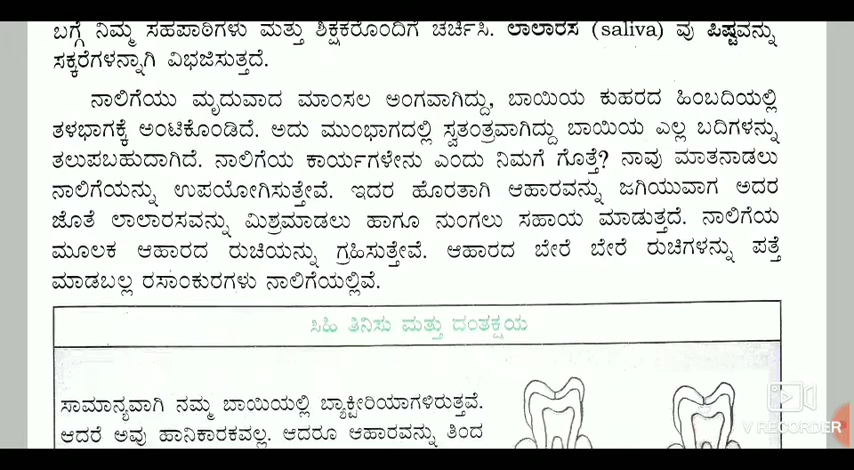 ಬಗ್ಗೆ ನಿಮ್ಮ ಸಹಪಾಠಿಗಳು ಮತ್ತು ಶಿಕ್ಷಕರೊಂದಿಗೆ ಚರ್ಚಿಸಿ. ಲಾಲಾರಸ (saliva) ವು ಪಿಷ್ಟವನ್ನು
ಸಕ್ಕರೆಗಳನ್ನಾಗಿ ವಿಭಜಿಸುತ್ತದೆ.
ನಾಲಿಗೆಯು ಮೃದುವಾದ ಮಾಂಸಲ ಅಂಗವಾಗಿದ್ದು, ಬಾಯಿಯ ಕುಹರದ ಹಿಂಬದಿಯಲ್ಲಿ
ತಳಭಾಗಕ್ಕೆ ಅಂಟಿಕೊಂಡಿದೆ. ಅದು ಮುಂಭಾಗದಲ್ಲಿ ಸ್ವತಂತ್ರವಾಗಿದ್ದು ಬಾಯಿಯ ಎಲ್ಲ ಬದಿಗಳನ್ನು
ತಲುಪಬಹುದಾಗಿದೆ. ನಾಲಿಗೆಯ ಕಾರ್ಯಗಳೇನು ಎಂದು ನಿಮಗೆ ಗೊತ್ತೆ? ನಾವು ಮಾತನಾಡಲು
ನಾಲಿಗೆಯನ್ನು ಉಪಯೋಗಿಸುತ್ತೇವೆ. ಇದರ ಹೊರತಾಗಿ ಆಹಾರವನ್ನು ಜಗಿಯುವಾಗ ಅದರ
ಜೊತೆ ಲಾಲಾರಸವನ್ನು ಮಿಶ್ರಮಾಡಲು ಹಾಗೂ ನುಂಗಲು ಸಹಾಯ ಮಾಡುತ್ತದೆ. ನಾಲಿಗೆಯ
ಮೂಲಕ ಆಹಾರದ ರುಚಿಯನ್ನು ಗ್ರಹಿಸುತ್ತೇವೆ. ಆಹಾರದ ಬೇರೆ ಬೇರೆ ರುಚಿಗಳನ್ನು ಪತ್ತೆ
ಮಾಡಬಲ್ಲ ರಸಾಂಕುರಗಳು ನಾಲಿಗೆಯಲ್ಲಿವೆ.
ಸಿಹಿ ತಿನಿಸು ಮತ್ತು ದಂತಕ್ಷಯ
ಸಾಮಾನ್ಯವಾಗಿ ನಮ್ಮ ಬಾಯಿಯಲ್ಲಿ ಬ್ಯಾಕ್ಟೀರಿಯಾಗಳಿರುತ್ತವೆ.
ಆದರೆ ಅವು ಹಾನಿಕಾರಕವಲ್ಲ. ಆದರೂ ಆಹಾರವನ್ನು ತಿಂದ
V RECORDER